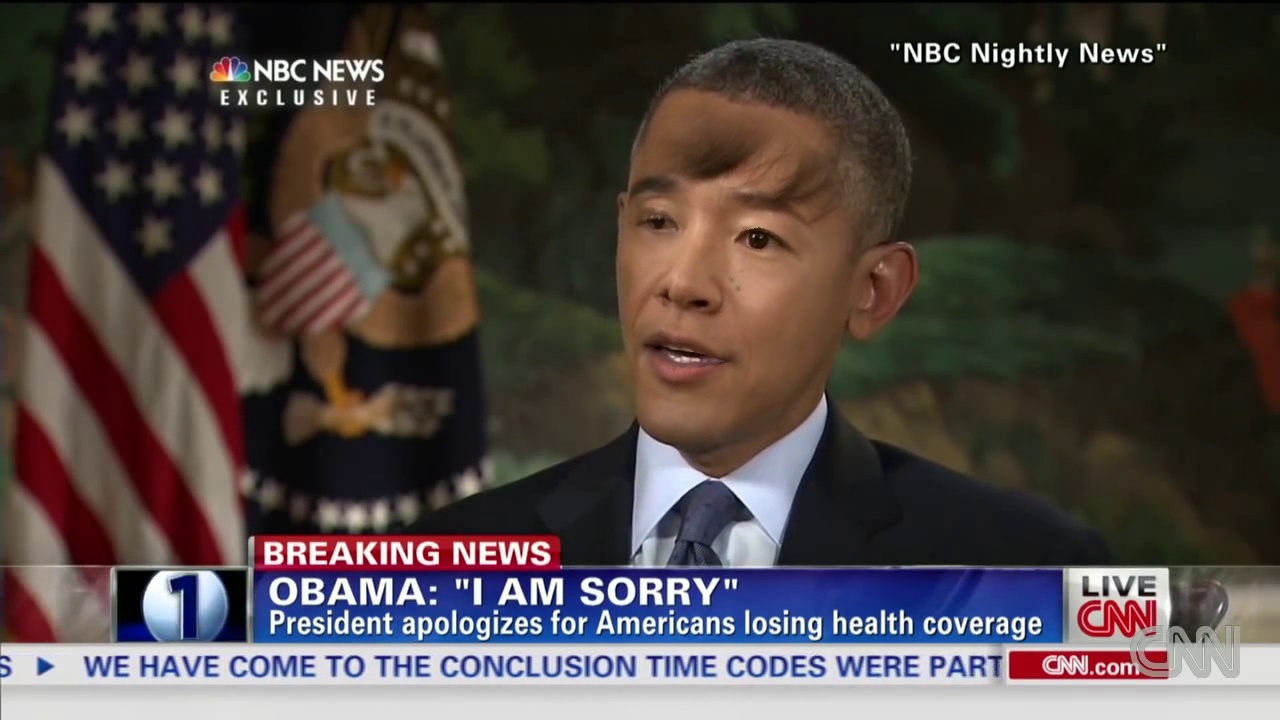 NBC NEWS
EXCLUSIVE
"NBC Nightly News"
BREAKING NEWS
1
OBAMA: "I AM SORRY"
President apologizes for Americans losing health coverage
LIVE
CNN
S ▶ WE HAVE COME TO THE CONCLUSION TIME CODES WERE PART
CNN.com
CNN